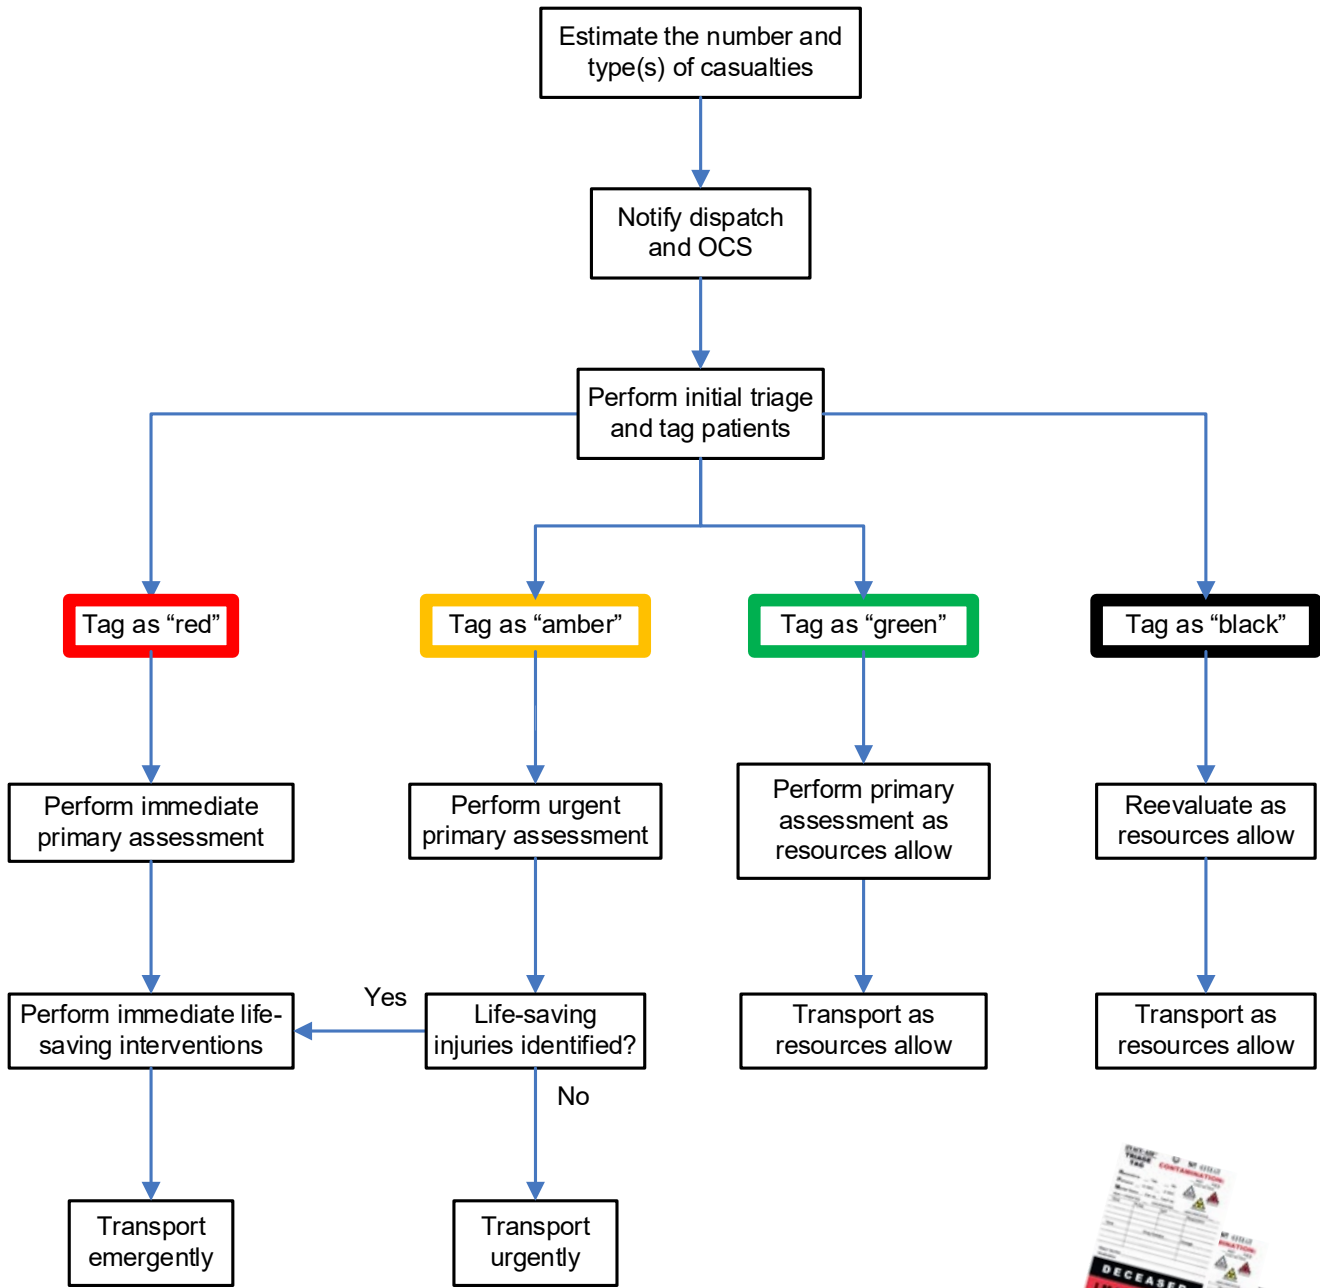 Estimate the number and
type(s) of casualties
Notify dispatch
and OCS
Perform initial triage
and tag patients
Tag as “red”
Tag as “amber”
Tag as “green”
Tag as “black”
Perform immediate
primary assessment
Perform urgent
primary assessment
Perform primary
assessment as
resources allow
Reevaluate as
resources allow
Perform immediate life-
saving interventions
Yes
Life-saving
injuries identified?
No
Transport as
resources allow
Transport as
resources allow
Transport
emergently
Transport
urgently
TRIAGE
TAG
CONTAMINATION:
DECEASED